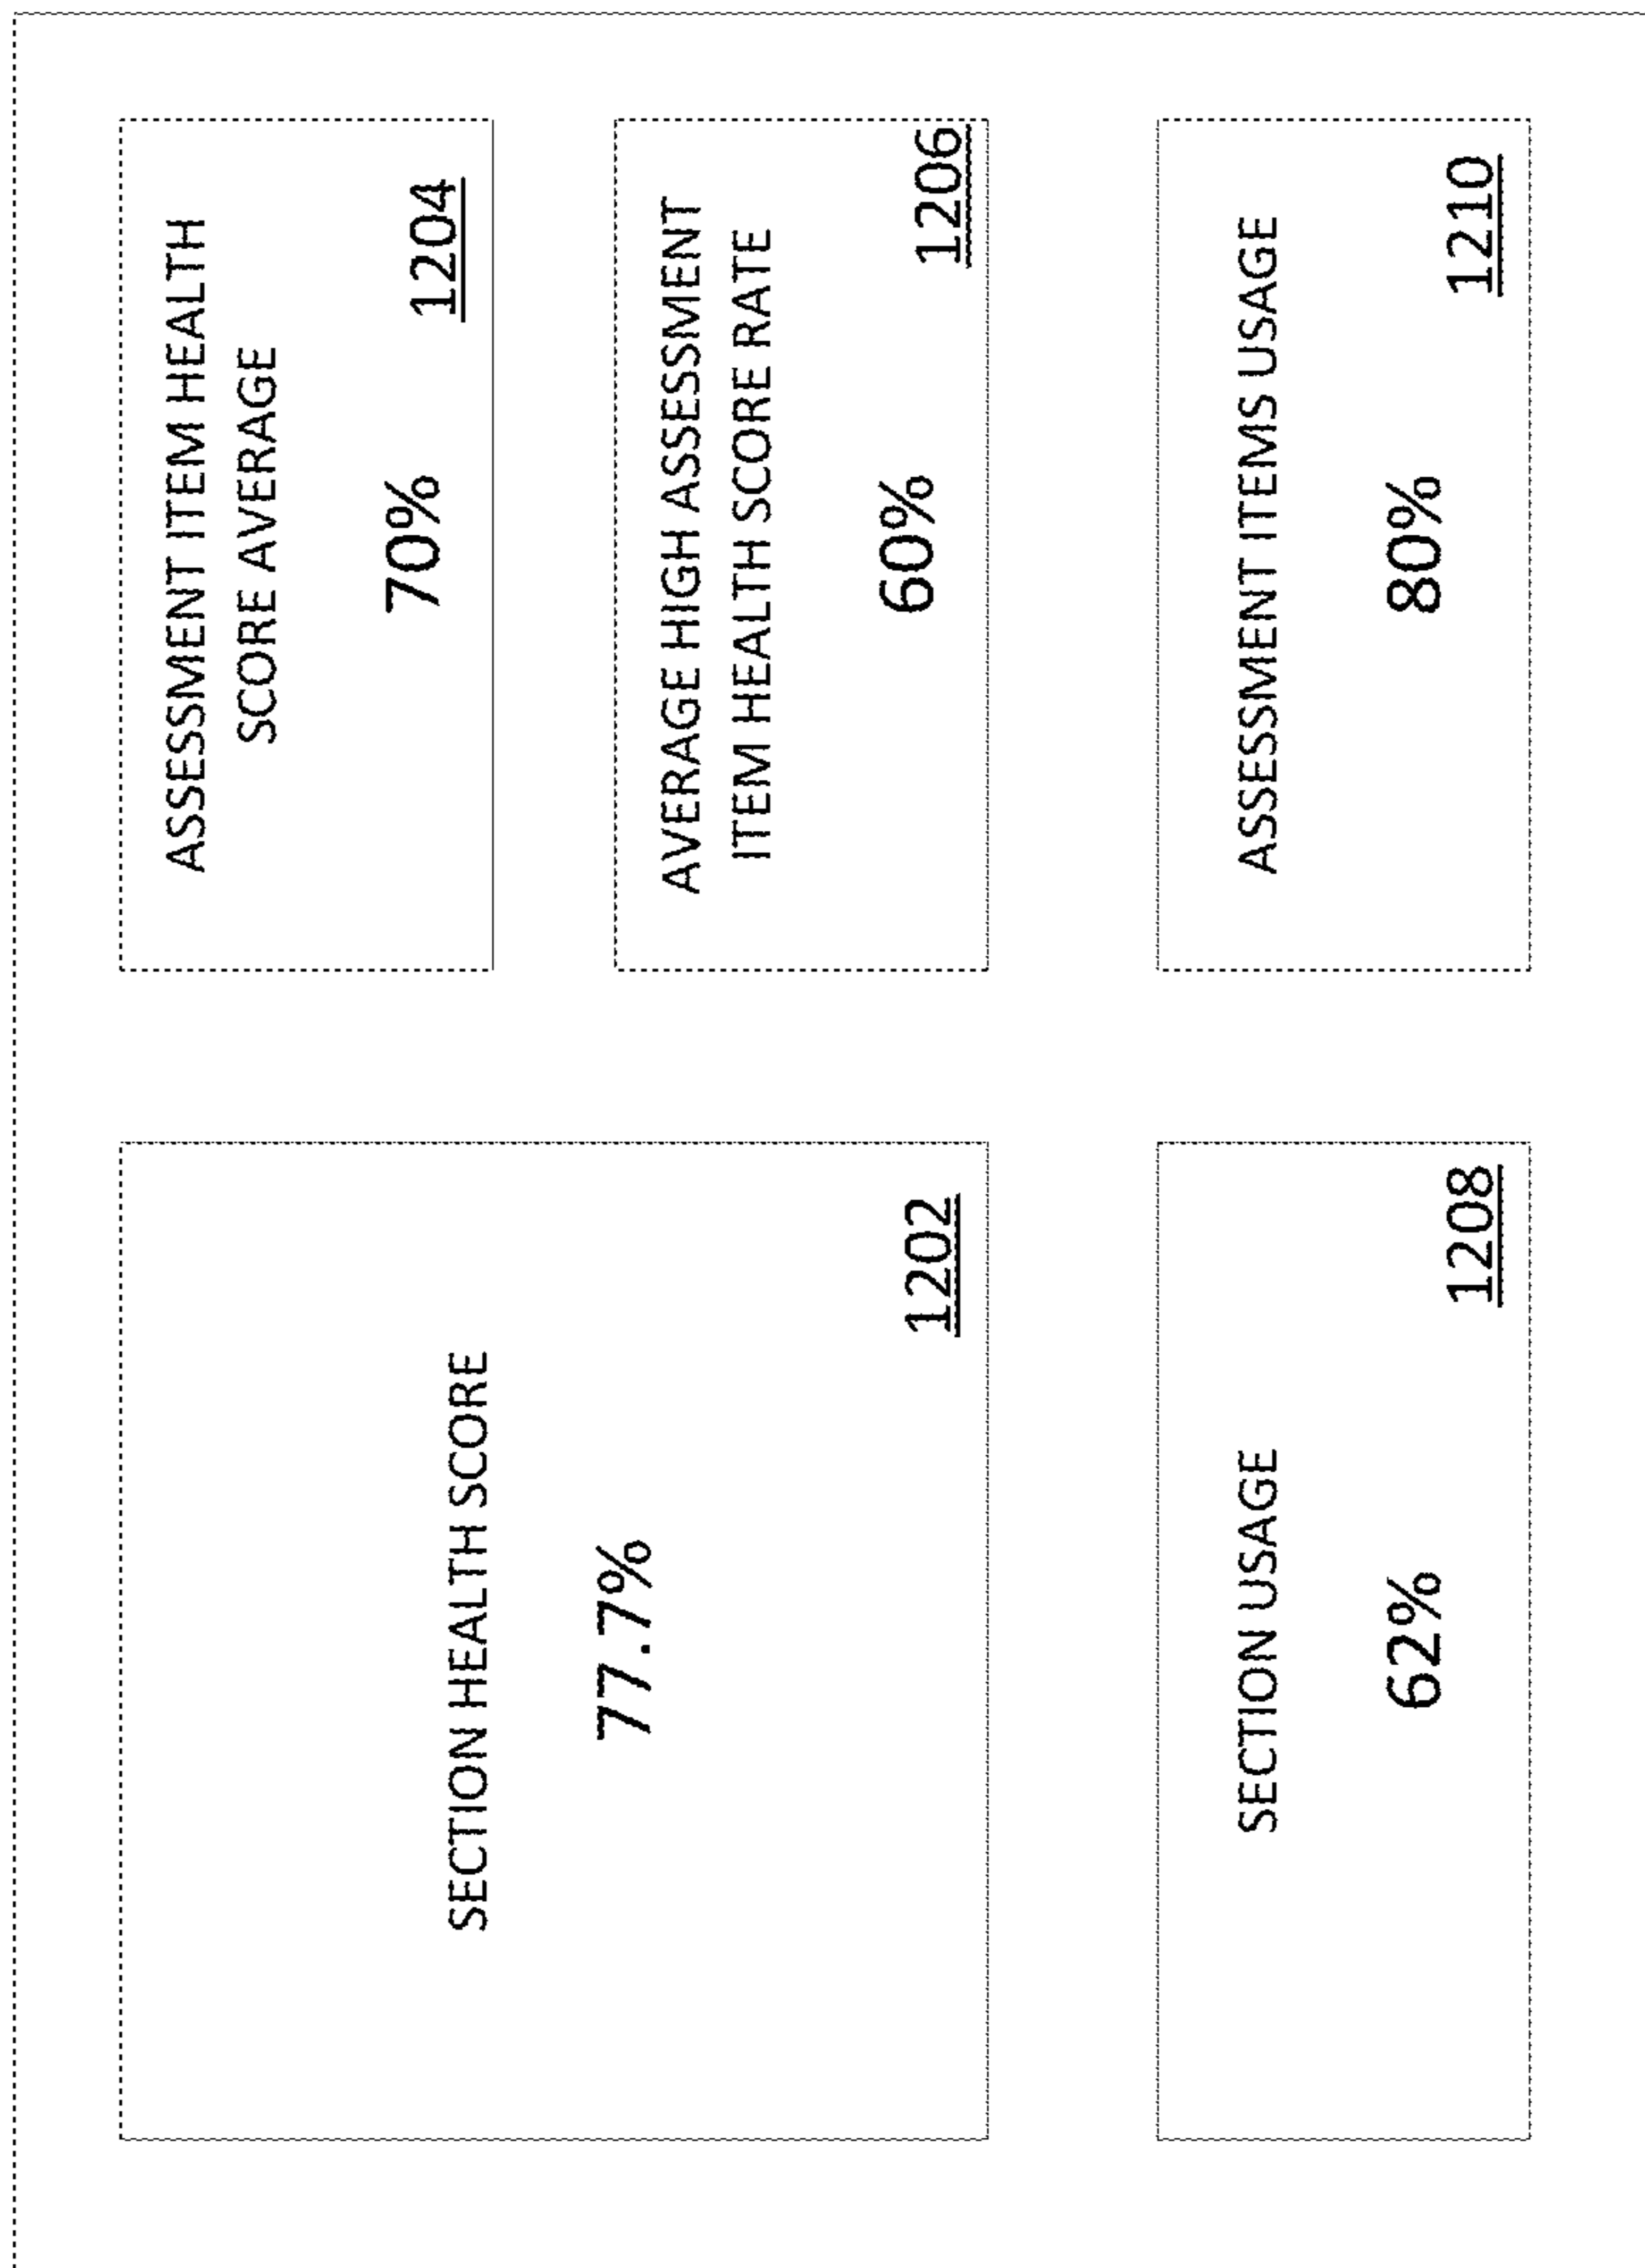 SECTION HEALTH SCORE
77.7%
1202
ASSESSMENT ITEM HEALTH
SCORE AVERAGE
70%
1204
AVERAGE HIGH ASSESSMENT
ITEM HEALTH SCORE RATE
60%
1206
SECTION USAGE
62%
1208
ASSESSMENT ITEMS USAGE
80%
1210